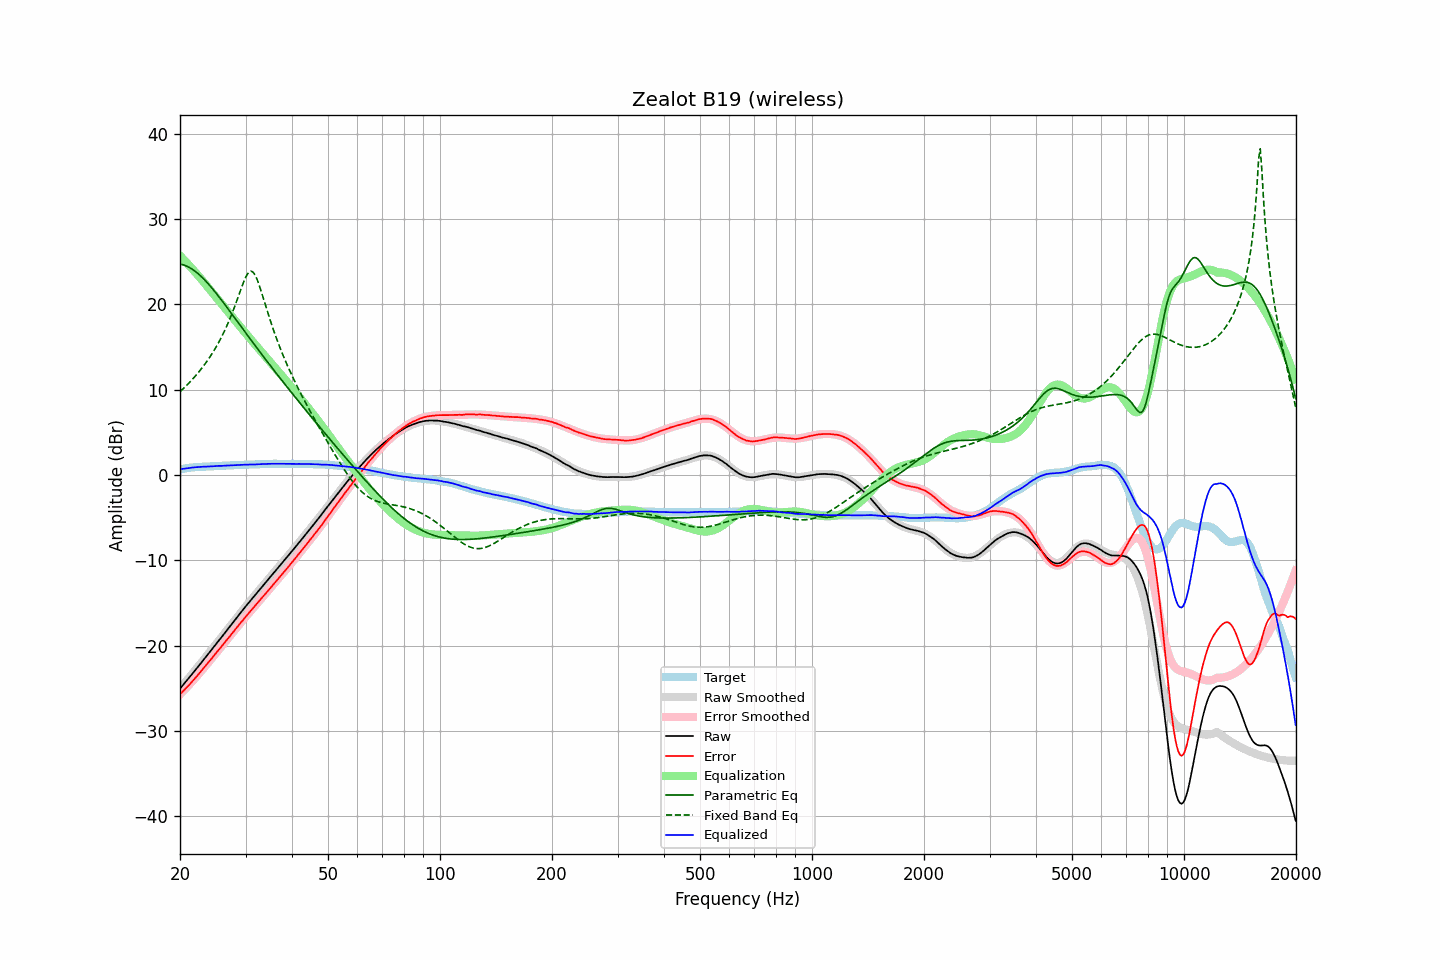 Zealot B19 (wireless)
Amplitude (dBr)
40
30
20
10
0
−10
−20
−30
−40
Target
Raw Smoothed
Error Smoothed
Raw
Error
Equalization
Parametric Eq
Fixed Band Eq
Equalized
20 50 100 200 500 1000 2000 5000 10000 20000
Frequency (Hz)